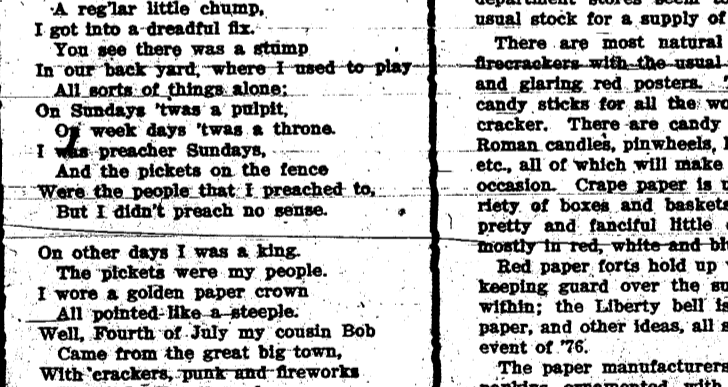 A reg'lar little chump,
I got into a dreadful fix.
You see there was a stump
In our back yard, where I used to play
All sorts of things alone;
On Sundays 'twas a pulpit,
On week days 'twas a throne.
I was preacher Sundays,
And the pickets on the fence
Were the people that I preached to,
But I didn't preach no sense.
On other days I was a king.
The pickets were my people.
I wore a golden paper crown
All pointed like a steeple.
Well, Fourth of July my cousin Bob
Came from the great big town,
With 'crackers, punk and fireworks
usual stock for a supply of
There are most natural
firecrackers with the usual
and glaring red posters.
candy sticks for all the
cracker. There are candy
Roman candles, pinwheels,
etc., all of which will make
occasion. Crape paper is
riety of boxes and baskets
pretty and fanciful little
mostly in red, white and
Red paper forts hold up
keeping guard over the
within; the Liberty bell
paper, and other ideas, all
event of '76.
The paper manufacturer